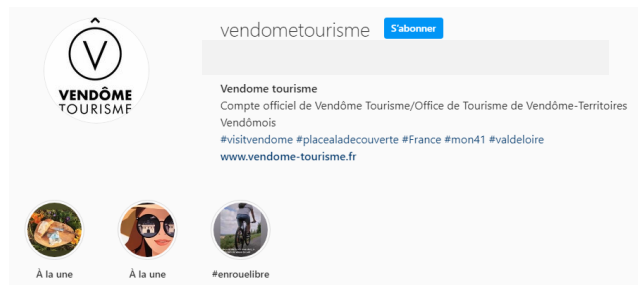 V
VENDÔME
TOURISME
vendometourisme S'abonner
Vendome tourisme
Compte officiel de Vendôme Tourisme/Office de Tourisme de Vendôme-Territoires
Vendômois
#visitvendome #placealadecouverte #France #mon41 #valdeloire
www.vendome-tourisme.fr
À la une
À la une
#enrouelibre